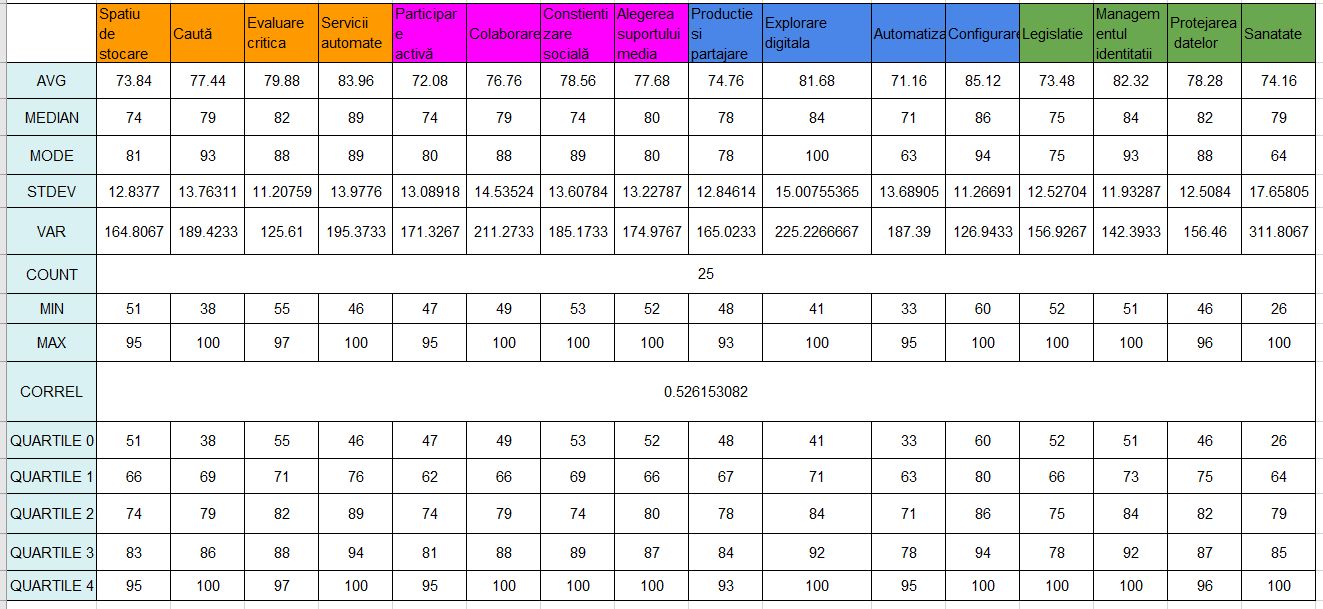 Spatiu de stocare Caută Evaluare critica Servicii automate Participare activă Colaborare Constientizare socială Alegerea suportului media Productie si partajare Explorare digitala Automatiza Configurare Legislatie Managementul identitatii Protejarea datelor Sanatate
AVG 73.84 77.44 79.88 83.96 72.08 76.76 78.56 77.68 74.76 81.68 71.16 85.12 73.48 82.32 78.28 74.16
MEDIAN 74 79 82 89 74 79 74 80 78 84 71 86 75 84 82 79
MODE 81 93 88 89 80 88 89 80 78 100 63 94 75 93 88 64
STDEV 12.8377 13.76311 11.20759 13.9776 13.08918 14.53524 13.60784 13.22787 12.84614 15.00755365 13.68905 11.26691 12.52704 11.93287 12.5084 17.65805
VAR 164.8067 189.4233 125.61 195.3733 171.3267 211.2733 185.1733 174.9767 165.0233 225.2266667 187.39 126.9433 156.9267 142.3933 156.46 311.8067
COUNT 25
MIN 51 38 55 46 47 49 53 52 48 41 33 60 52 51 46 26
MAX 95 100 97 100 95 100 100 100 93 100 95 100 100 100 96 100
CORREL 0.526153082
QUARTILE 0 51 38 55 46 47 49 53 52 48 41 33 60 52 51 46 26
QUARTILE 1 66 69 71 76 62 66 69 66 67 71 63 80 66 73 75 64
QUARTILE 2 74 79 82 89 74 79 74 80 78 84 71 86 75 84 82 79
QUARTILE 3 83 86 88 94 81 88 89 87 84 92 78 94 78 92 87 85
QUARTILE 4 95 100 97 100 95 100 100 100 93 100 95 100 100 100 96 100